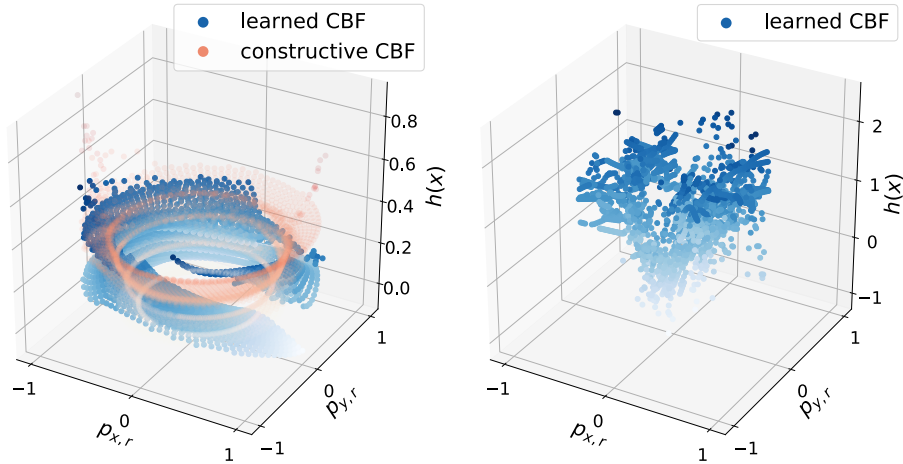 learned CBF
constructive CBF
0.8
0.6
0.4
0.2
0.0
h(x)
−1
0
1
p_{x,r}
−1
0
1
p_{y,r}
learned CBF
2
1
0
−1
h(x)
−1
0
1
p_{x,r}
−1
0
1
p_{y,r}